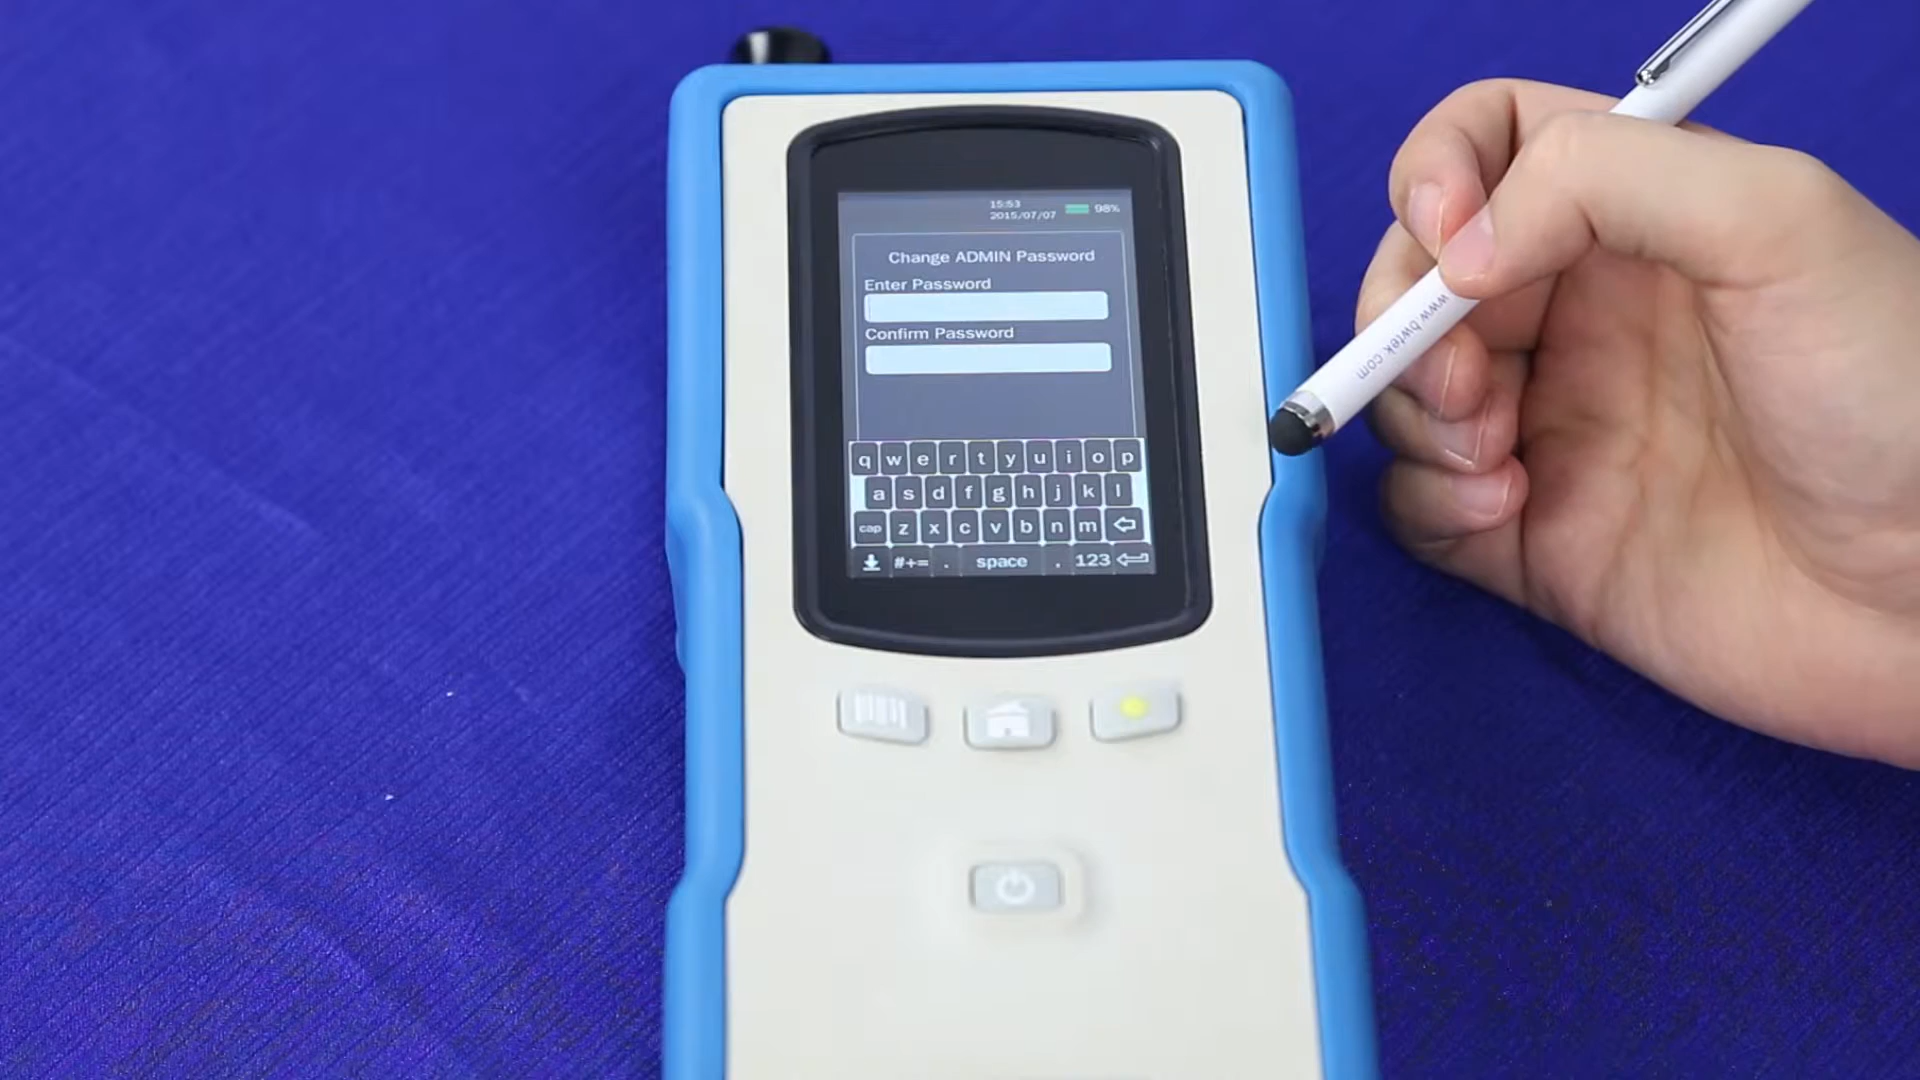 15:53
2015/07/07 98%
Change ADMIN Password
Enter Password
Confirm Password
q w e r t y u i o p
a s d f g h j k l
cap z x c v b n m
#+= . space , 123
www.bwtek.com